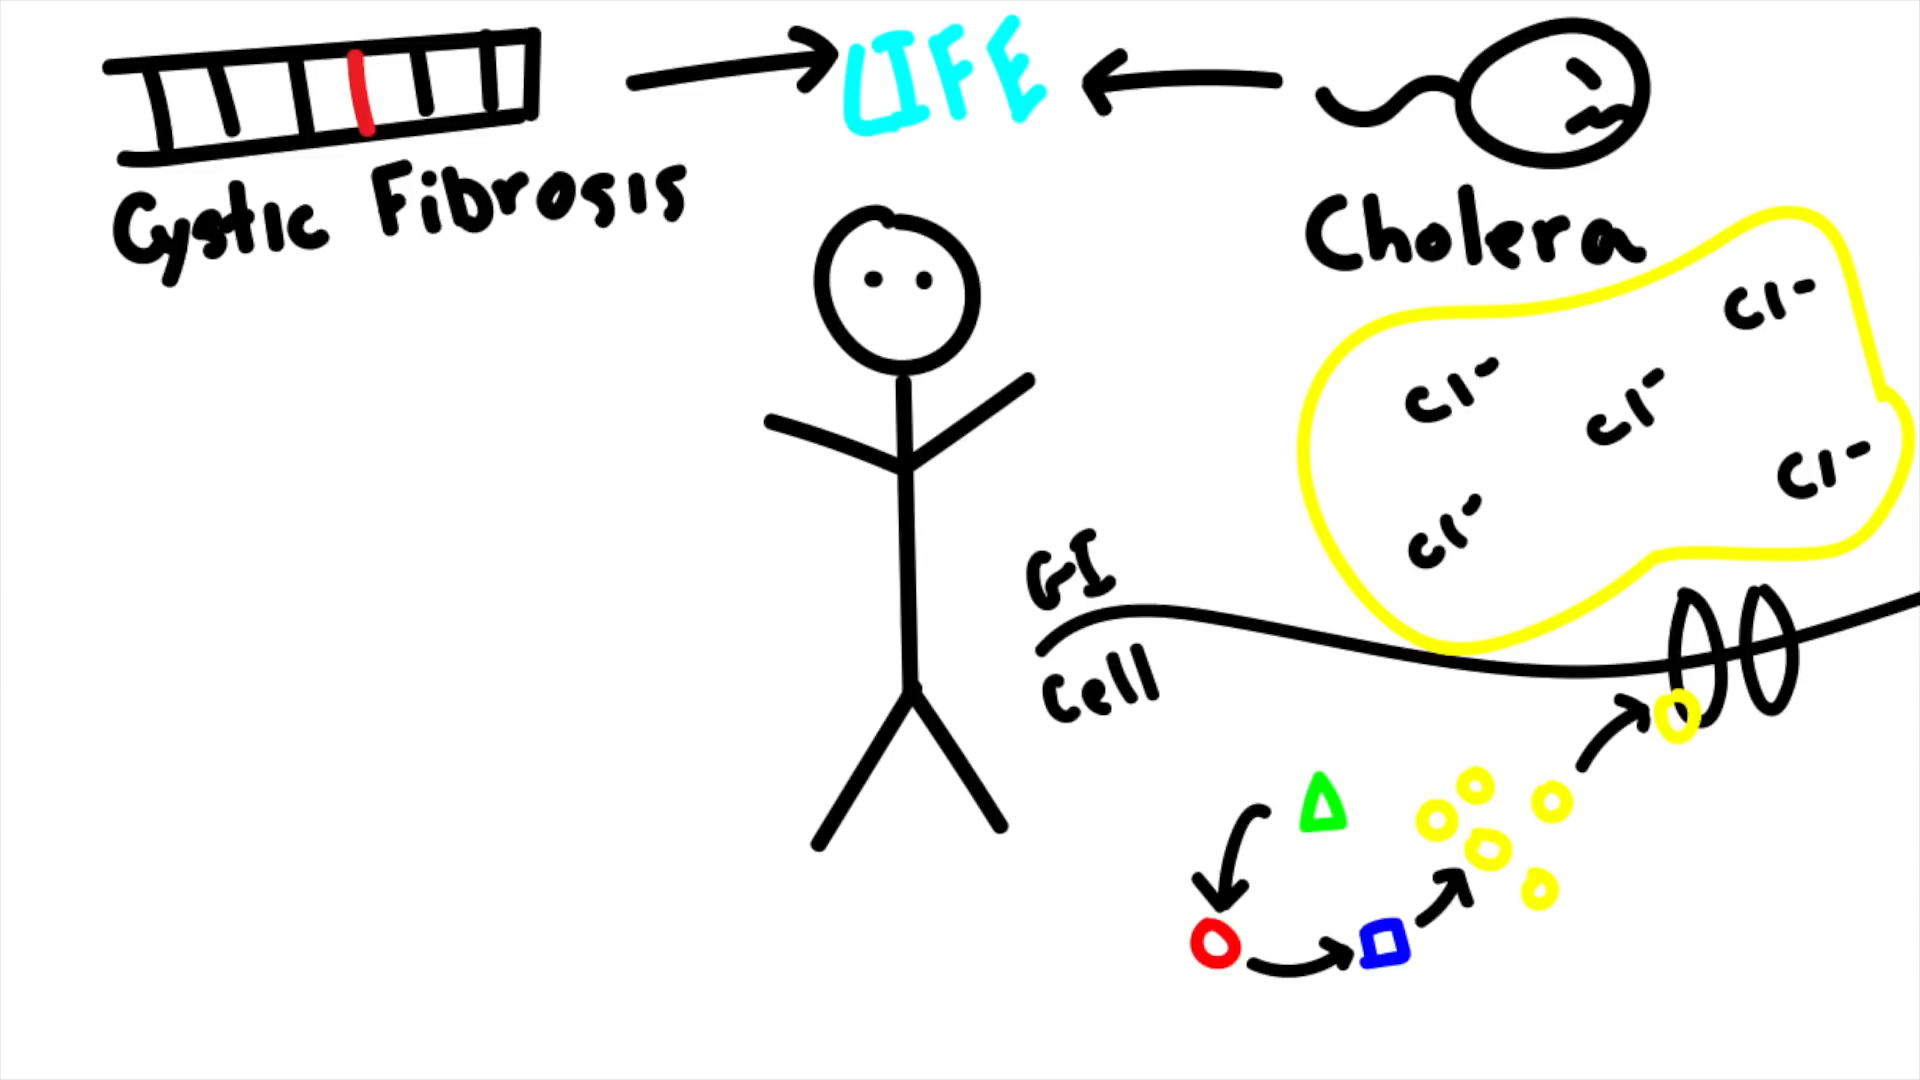 LIFE
Cystic Fibrosis
Cholera
Cl-
Cl-
Cl-
Cl-
Cl-
GI
Cell